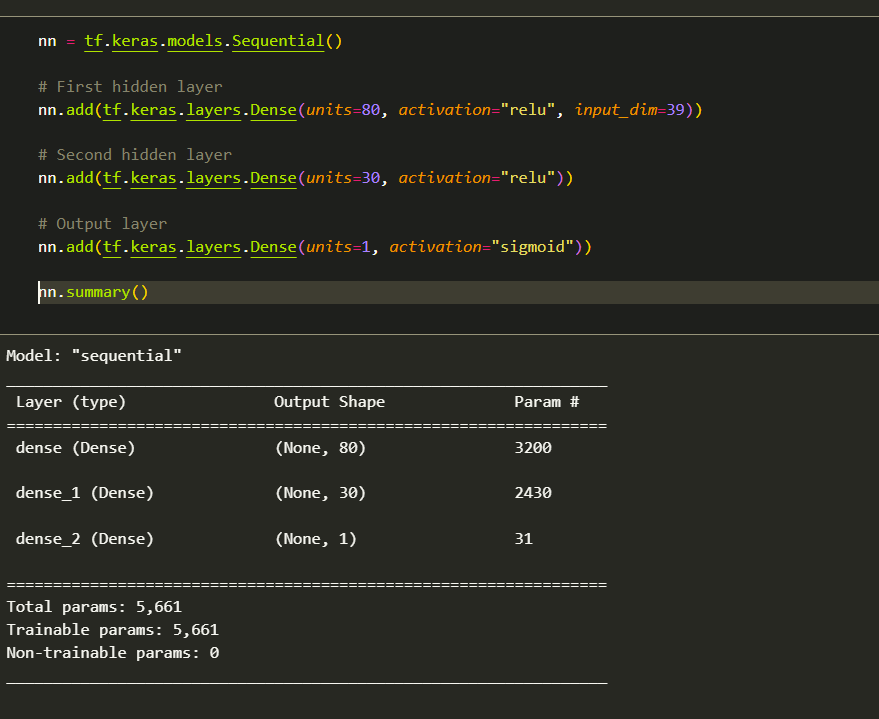 nn = tf.keras.models.Sequential()
# First hidden layer
nn.add(tf.keras.layers.Dense(units=80, activation="relu", input_dim=39))
# Second hidden layer
nn.add(tf.keras.layers.Dense(units=30, activation="relu"))
# Output layer
nn.add(tf.keras.layers.Dense(units=1, activation="sigmoid"))
nn.summary()
Model: "sequential"
_________________________________________________________________
Layer (type)                Output Shape              Param #
=================================================================
dense (Dense)               (None, 80)                3200
dense_1 (Dense)             (None, 30)                2430
dense_2 (Dense)             (None, 1)                 31
=================================================================
Total params: 5,661
Trainable params: 5,661
Non-trainable params: 0
_________________________________________________________________